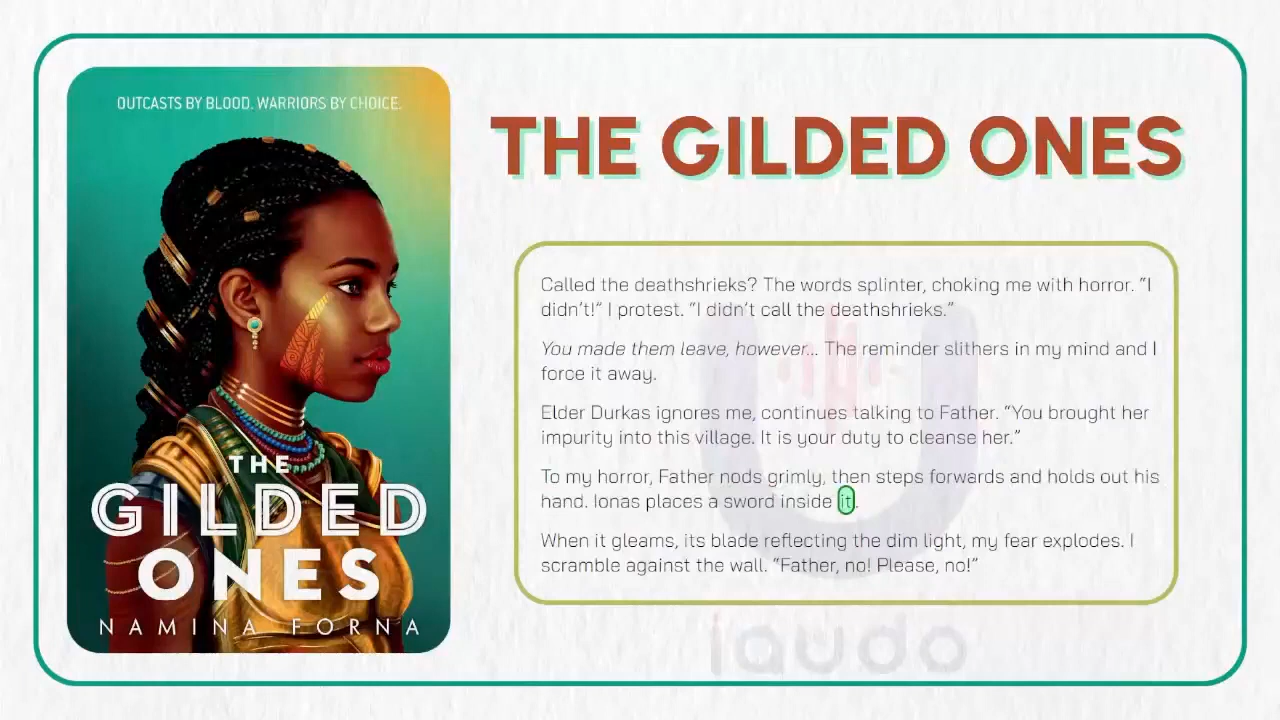 OUTCASTS BY BLOOD. WARRIORS BY CHOICE.
THE
GILDED
ONES
NAMINA FORNA
THE GILDED ONES
Called the deathshrieks? The words splinter, choking me with horror. “I
didn’t!” I protest. “I didn’t call the deathshrieks.”
You made them leave, however... The reminder slithers in my mind and I
force it away.
Elder Durkas ignores me, continues talking to Father. “You brought her
impurity into this village. It is your duty to cleanse her.”
To my horror, Father nods grimly, then steps forwards and holds out his
hand. Ionas places a sword inside it.
When it gleams, its blade reflecting the dim light, my fear explodes. I
scramble against the wall. “Father, no! Please, no!”
iaudo